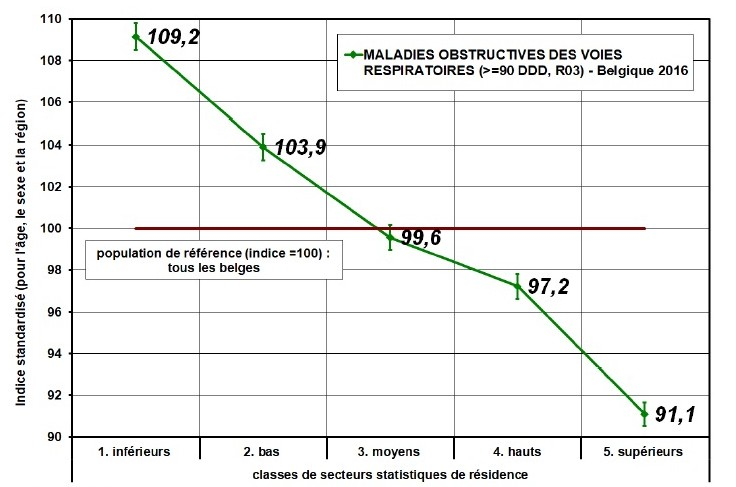 110
108
106
104
102
100
98
96
94
92
90
Indice standardisé (pour l'âge, le sexe et la région)
MALADIES OBSTRUCTIVES DES VOIES
RESPIRATOIRES (>=90 DDD, R03) - Belgique 2016
109,2
103,9
99,6
97,2
91,1
population de référence (indice =100) :
tous les belges
1. inférieurs
2. bas
3. moyens
4. hauts
5. supérieurs
classes de secteurs statistiques de résidence